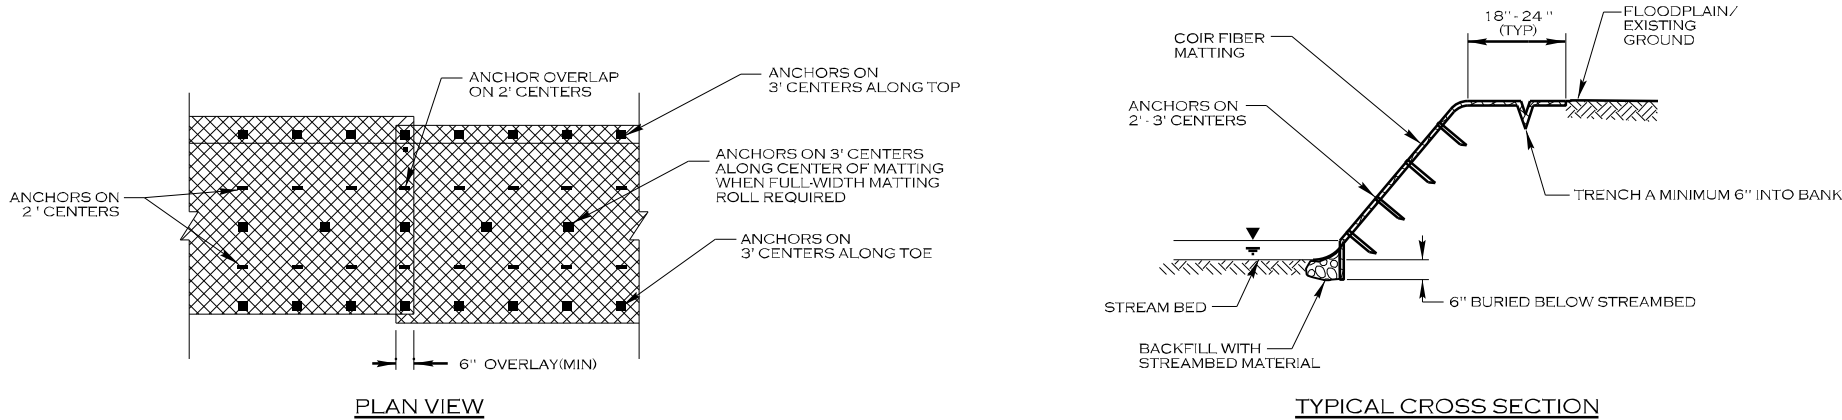 ANCHOR OVERLAP
ON 2' CENTERS
ANCHORS ON
3' CENTERS ALONG TOP
ANCHORS ON 3' CENTERS
ALONG CENTER OF MATTING
WHEN FULL-WIDTH MATTING
ROLL REQUIRED
ANCHORS ON
2 ' CENTERS
ANCHORS ON
3' CENTERS ALONG TOE
6" OVERLAY(MIN)
PLAN VIEW
18" - 24 "
(TYP)
FLOODPLAIN/
EXISTING
GROUND
COIR FIBER
MATTING
ANCHORS ON
2' - 3' CENTERS
TRENCH A MINIMUM 6" INTO BANK
STREAM BED
6" BURIED BELOW STREAMBED
BACKFILL WITH
STREAMBED MATERIAL
TYPICAL CROSS SECTION